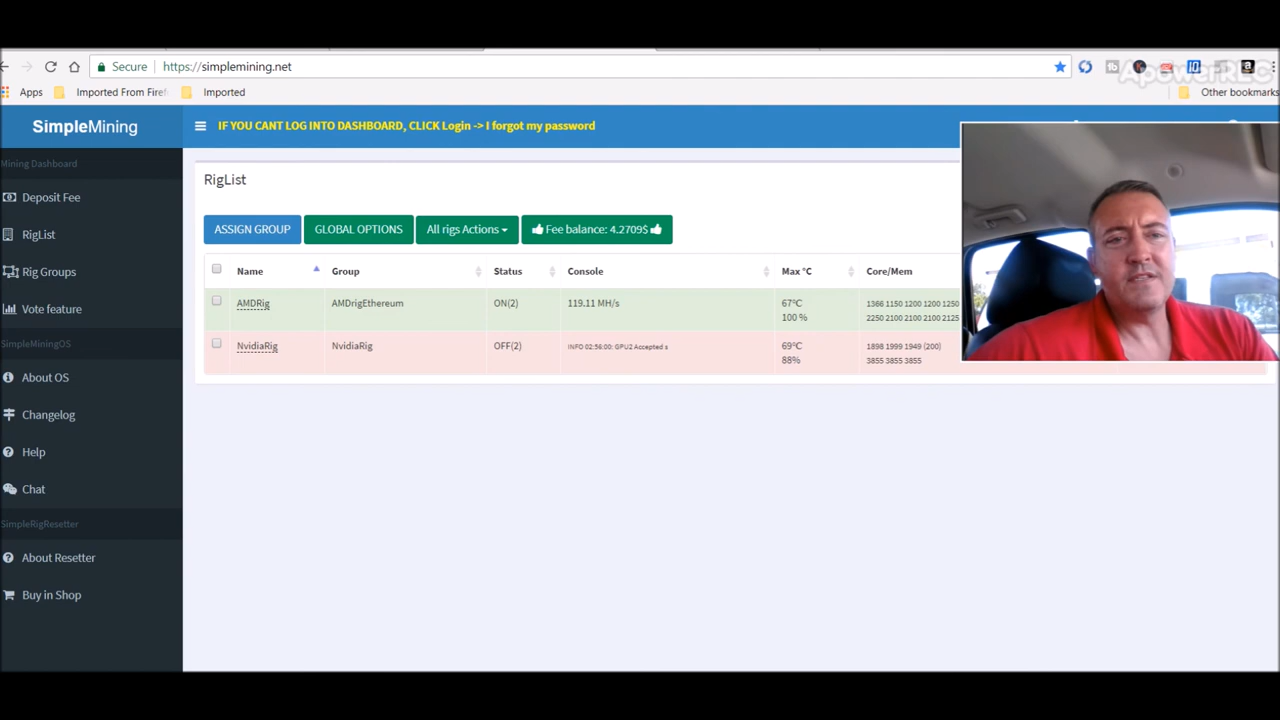 Secure https://simplemining.net
ApowerREC
Apps Imported From Firef Imported Other bookmarks
SimpleMining
IF YOU CANT LOG INTO DASHBOARD, CLICK Login -> I forgot my password
Mining Dashboard
Deposit Fee
RigList
Rig Groups
Vote feature
SimpleMiningOS
About OS
Changelog
Help
Chat
SimpleRigResetter
About Resetter
Buy in Shop
RigList
ASSIGN GROUP GLOBAL OPTIONS All rigs Actions Fee balance: 4.2709$
Name Group Status Console Max °C Core/Mem
AMDRig AMDrigEthereum ON(2) 119.11 MH/s 67°C 1366 1150 1200 1200 1250
100 % 2250 2100 2100 2100 2125
NvidiaRig NvidiaRig OFF(2) INFO 02:56:00: GPU2 Accepted s 69°C 1898 1999 1949 (200)
88% 3855 3855 3855